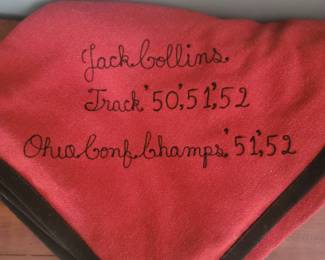 Jack Collins
Track '50', 51', 52
Ohio Conf. Champs. '51', 52